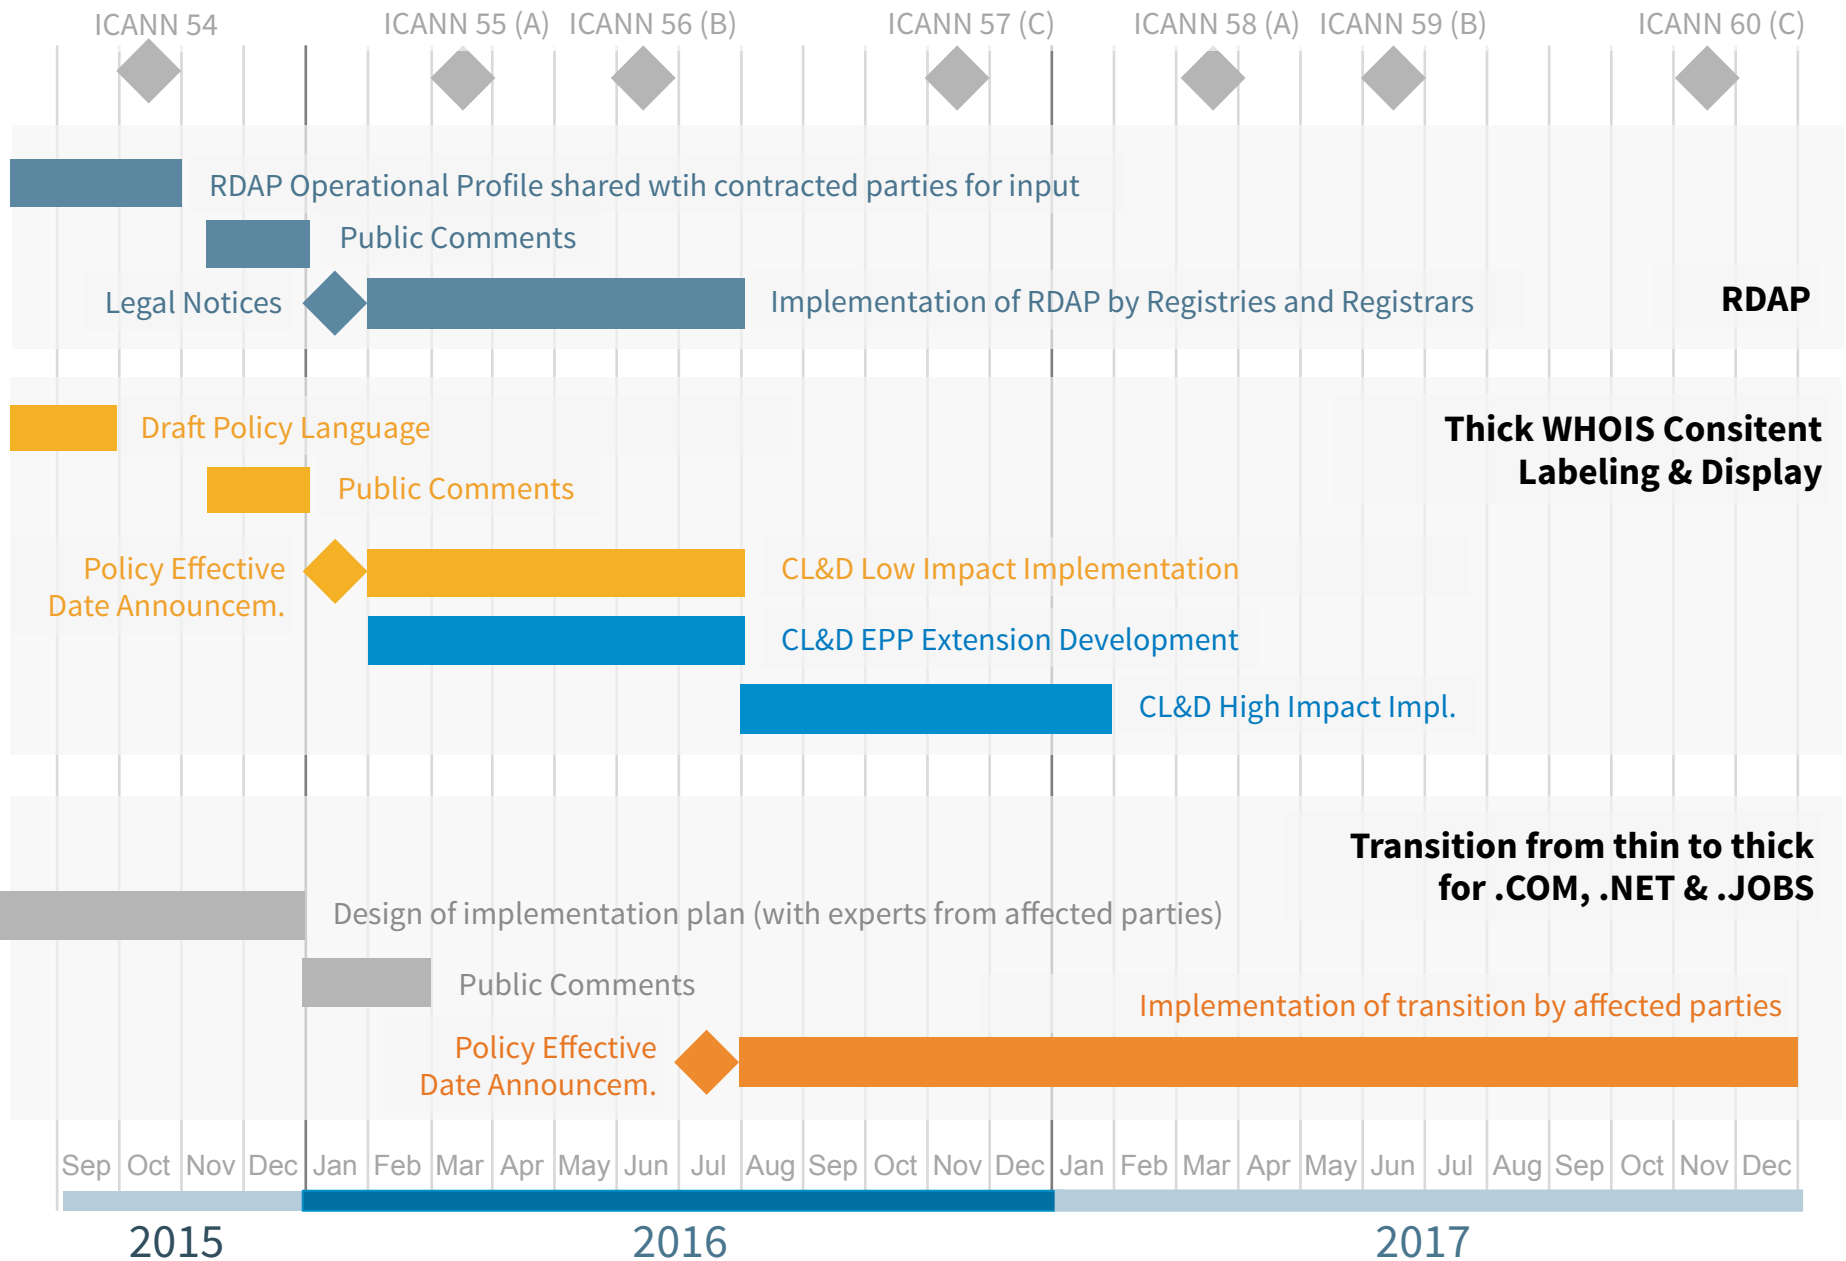 ICANN 54
ICANN 55 (A)
ICANN 56 (B)
ICANN 57 (C)
ICANN 58 (A)
ICANN 59 (B)
ICANN 60 (C)
RDAP Operational Profile shared wtih contracted parties for input
Public Comments
Legal Notices
Implementation of RDAP by Registries and Registrars
RDAP
Draft Policy Language
Thick WHOIS Consitent
Labeling & Display
Public Comments
Policy Effective
Date Announcem.
CL&D Low Impact Implementation
CL&D EPP Extension Development
CL&D High Impact Impl.
Transition from thin to thick
for .COM, .NET & .JOBS
Design of implementation plan (with experts from affected parties)
Public Comments
Implementation of transition by affected parties
Policy Effective
Date Announcem.
Sep Oct Nov Dec Jan Feb Mar Apr May Jun Jul Aug Sep Oct Nov Dec Jan Feb Mar Apr May Jun Jul Aug Sep Oct Nov Dec
2015
2016
2017